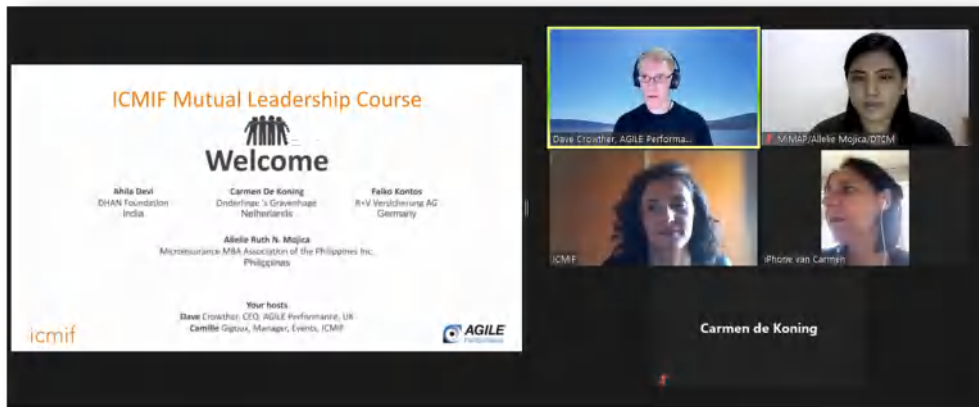 ICMIF Mutual Leadership Course
Welcome
Ahila Devi
DHAN Foundation
India
Carmen De Koning
Onderlinge 's Gravenhage
Netherlands
Faiko Kontos
R+V Versicherung AG
Germany
Allelie Ruth N. Mojica
Microinsurance MBA Association of the Philippines Inc.
Philippines
Your hosts
Dave Crowther, CEO, AGILE Performance, UK
Camille Gigoux, Manager, Events, ICMIF
icmif
AGILE
Performance
Dave Crowther, AGILE Performa...
MiMAP/Allelie Mojica/DTCM
ICMIF
iPhone van Carmen
Carmen de Koning